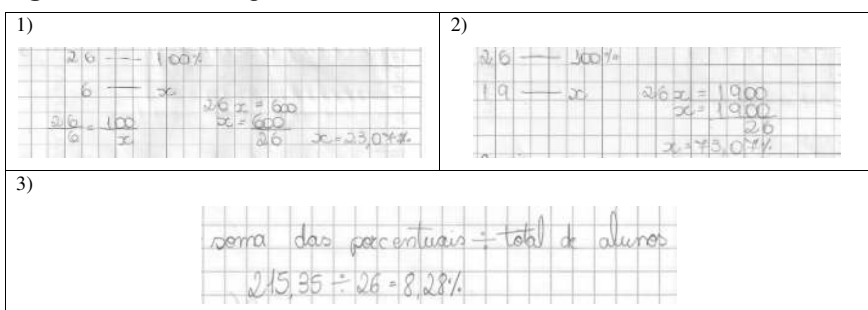 1)
26 — 100%
6 — x
26/6 = 100/x
26x = 600
x = 600/26
x = 23,07%
2)
26 — 100%
19 — x
26x = 1900
x = 1900/26
x = 73,07%
3)
soma das porcentuais ÷ total de alunos
215,35 ÷ 26 = 8,28%